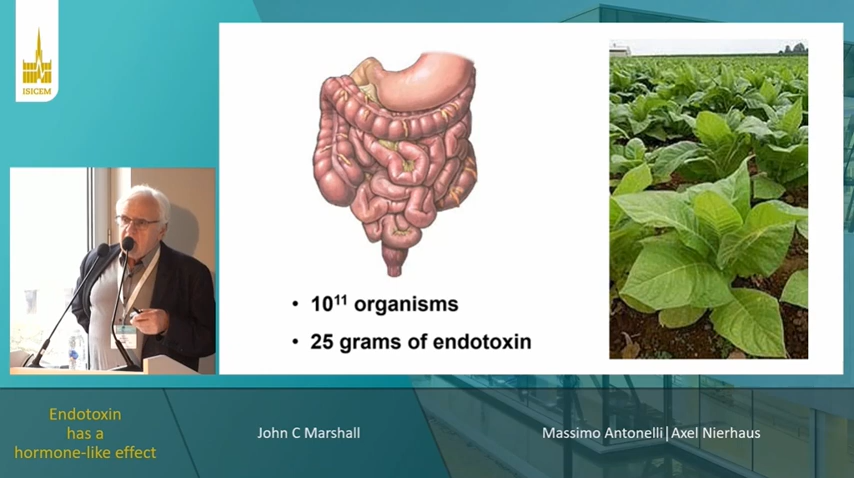 ISICEM
• 10¹¹ organisms
• 25 grams of endotoxin
Endotoxin
has a
hormone-like effect
John C Marshall
Massimo Antonelli|Axel Nierhaus